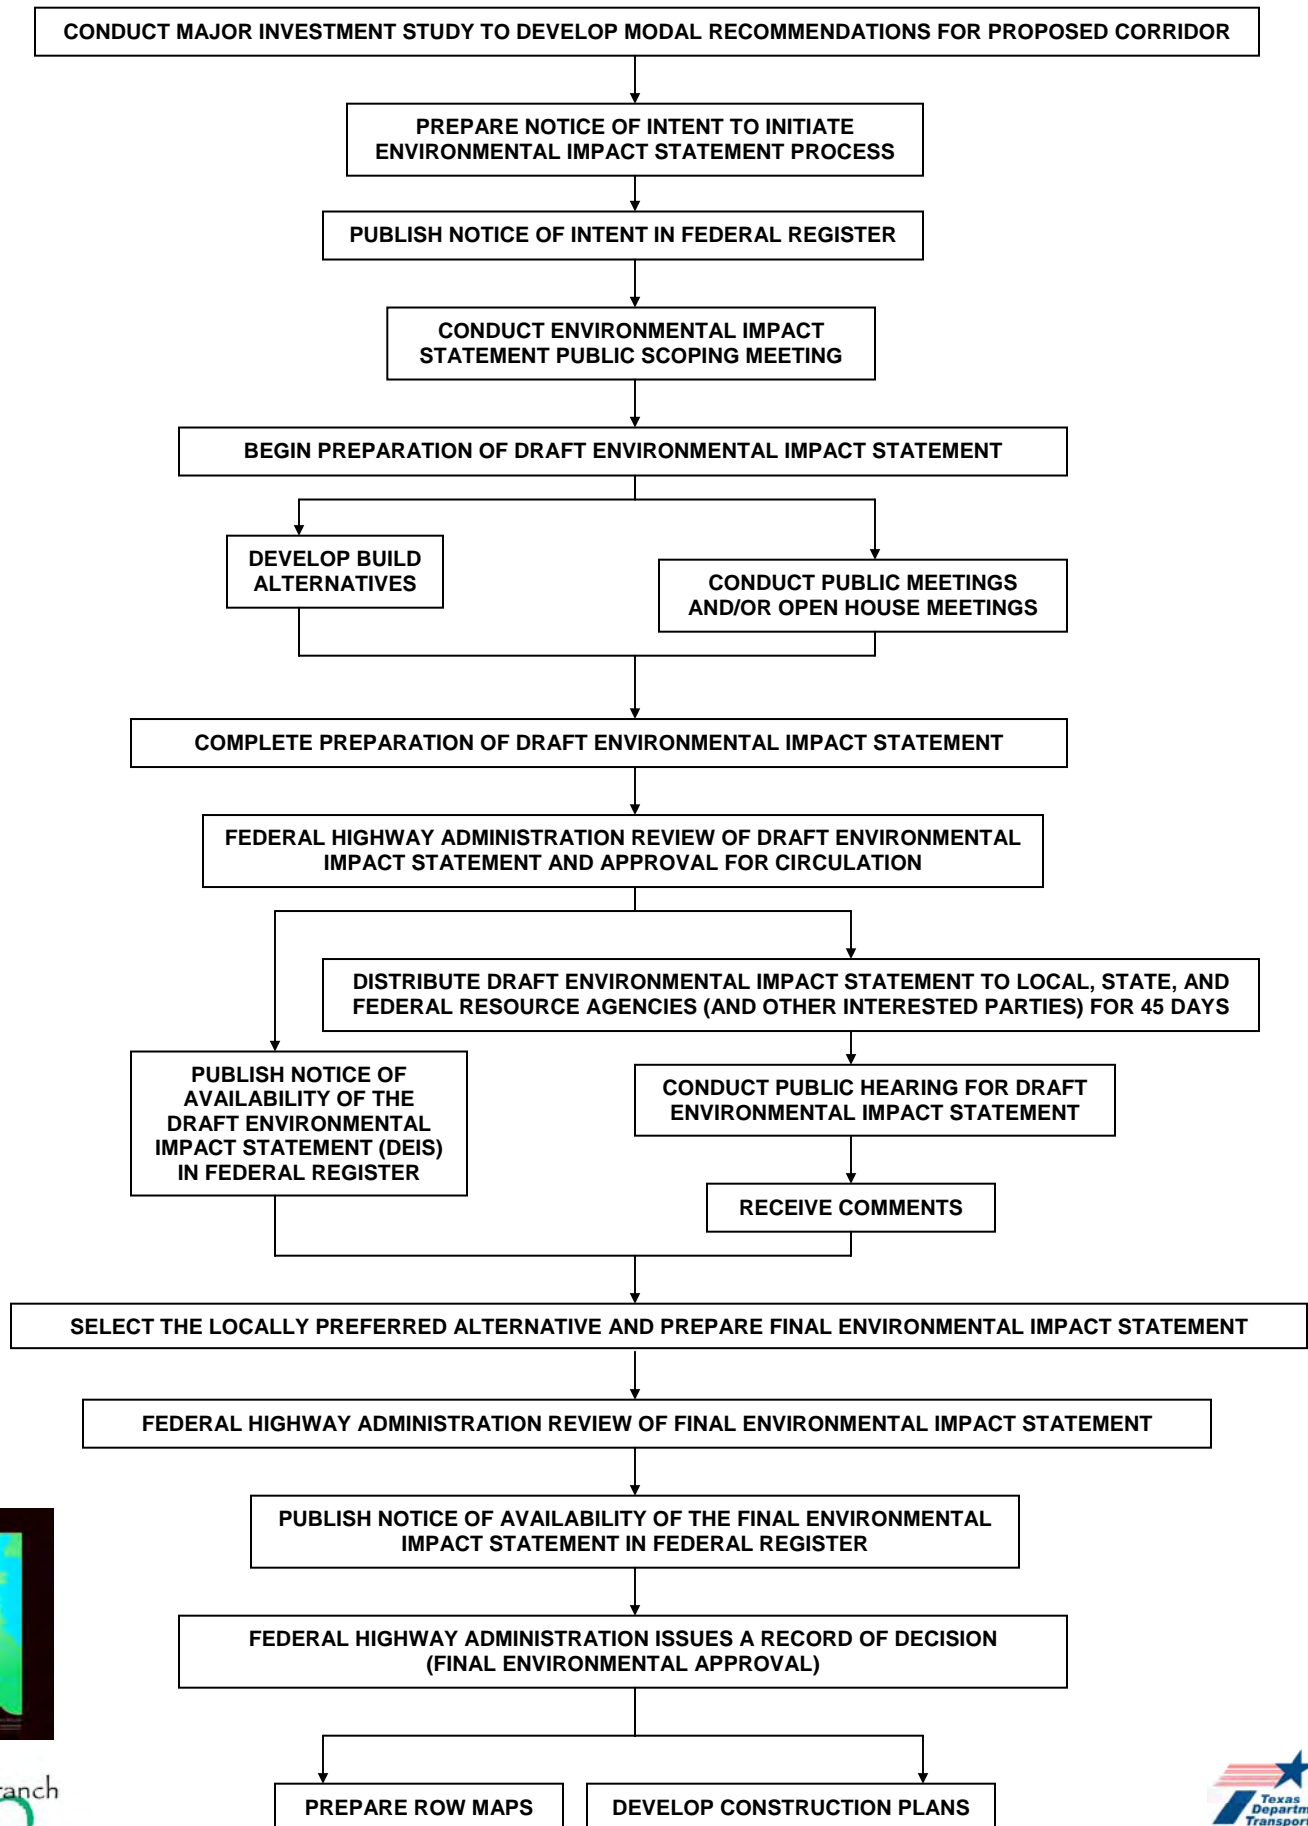 CONDUCT MAJOR INVESTMENT STUDY TO DEVELOP MODAL RECOMMENDATIONS FOR PROPOSED CORRIDOR
PREPARE NOTICE OF INTENT TO INITIATE
ENVIRONMENTAL IMPACT STATEMENT PROCESS
PUBLISH NOTICE OF INTENT IN FEDERAL REGISTER
CONDUCT ENVIRONMENTAL IMPACT
STATEMENT PUBLIC SCOPING MEETING
BEGIN PREPARATION OF DRAFT ENVIRONMENTAL IMPACT STATEMENT
DEVELOP BUILD
ALTERNATIVES
CONDUCT PUBLIC MEETINGS
AND/OR OPEN HOUSE MEETINGS
COMPLETE PREPARATION OF DRAFT ENVIRONMENTAL IMPACT STATEMENT
FEDERAL HIGHWAY ADMINISTRATION REVIEW OF DRAFT ENVIRONMENTAL
IMPACT STATEMENT AND APPROVAL FOR CIRCULATION
DISTRIBUTE DRAFT ENVIRONMENTAL IMPACT STATEMENT TO LOCAL, STATE, AND
FEDERAL RESOURCE AGENCIES (AND OTHER INTERESTED PARTIES) FOR 45 DAYS
PUBLISH NOTICE OF
AVAILABILITY OF THE
DRAFT ENVIRONMENTAL
IMPACT STATEMENT (DEIS)
IN FEDERAL REGISTER
CONDUCT PUBLIC HEARING FOR DRAFT
ENVIRONMENTAL IMPACT STATEMENT
RECEIVE COMMENTS
SELECT THE LOCALLY PREFERRED ALTERNATIVE AND PREPARE FINAL ENVIRONMENTAL IMPACT STATEMENT
FEDERAL HIGHWAY ADMINISTRATION REVIEW OF FINAL ENVIRONMENTAL IMPACT STATEMENT
PUBLISH NOTICE OF AVAILABILITY OF THE FINAL ENVIRONMENTAL
IMPACT STATEMENT IN FEDERAL REGISTER
FEDERAL HIGHWAY ADMINISTRATION ISSUES A RECORD OF DECISION
(FINAL ENVIRONMENTAL APPROVAL)
PREPARE ROW MAPS
DEVELOP CONSTRUCTION PLANS
ranch
Texas
Departm
Transport